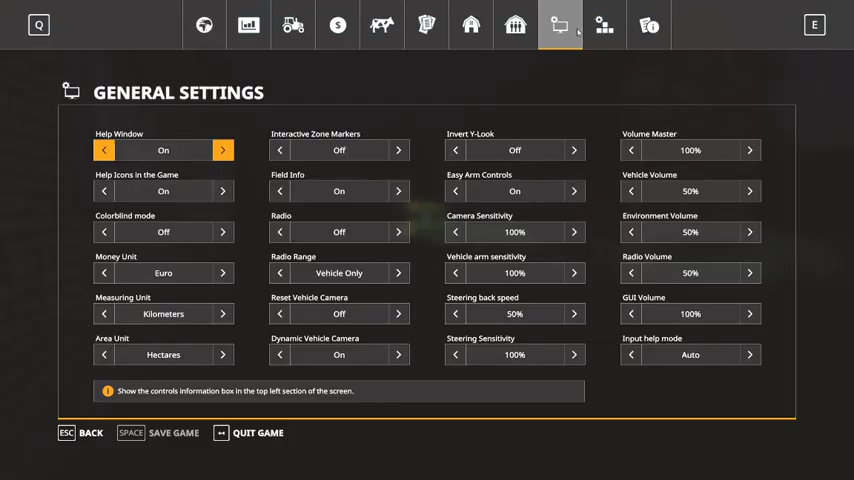 Q
E
GENERAL SETTINGS
Help Window
On
Interactive Zone Markers
Off
Invert Y-Look
Off
Volume Master
100%
Help Icons in the Game
On
Field Info
On
Easy Arm Controls
On
Vehicle Volume
50%
Colorblind mode
Off
Radio
Off
Camera Sensitivity
100%
Environment Volume
50%
Money Unit
Euro
Radio Range
Vehicle Only
Vehicle arm sensitivity
100%
Radio Volume
50%
Measuring Unit
Kilometers
Reset Vehicle Camera
Off
Steering back speed
50%
GUI Volume
100%
Area Unit
Hectares
Dynamic Vehicle Camera
On
Steering Sensitivity
100%
Input help mode
Auto
Show the controls information box in the top left section of the screen.
ESC BACK SPACE SAVE GAME QUIT GAME